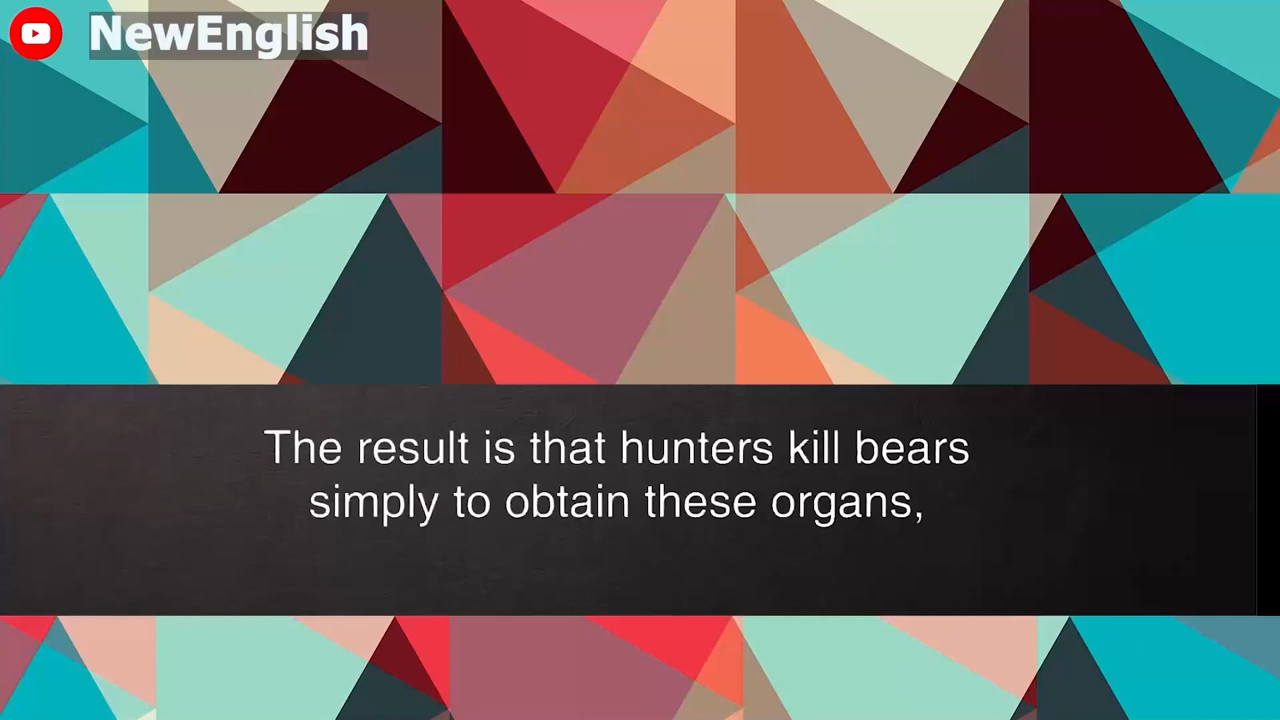 NewEnglish
The result is that hunters kill bears
simply to obtain these organs,